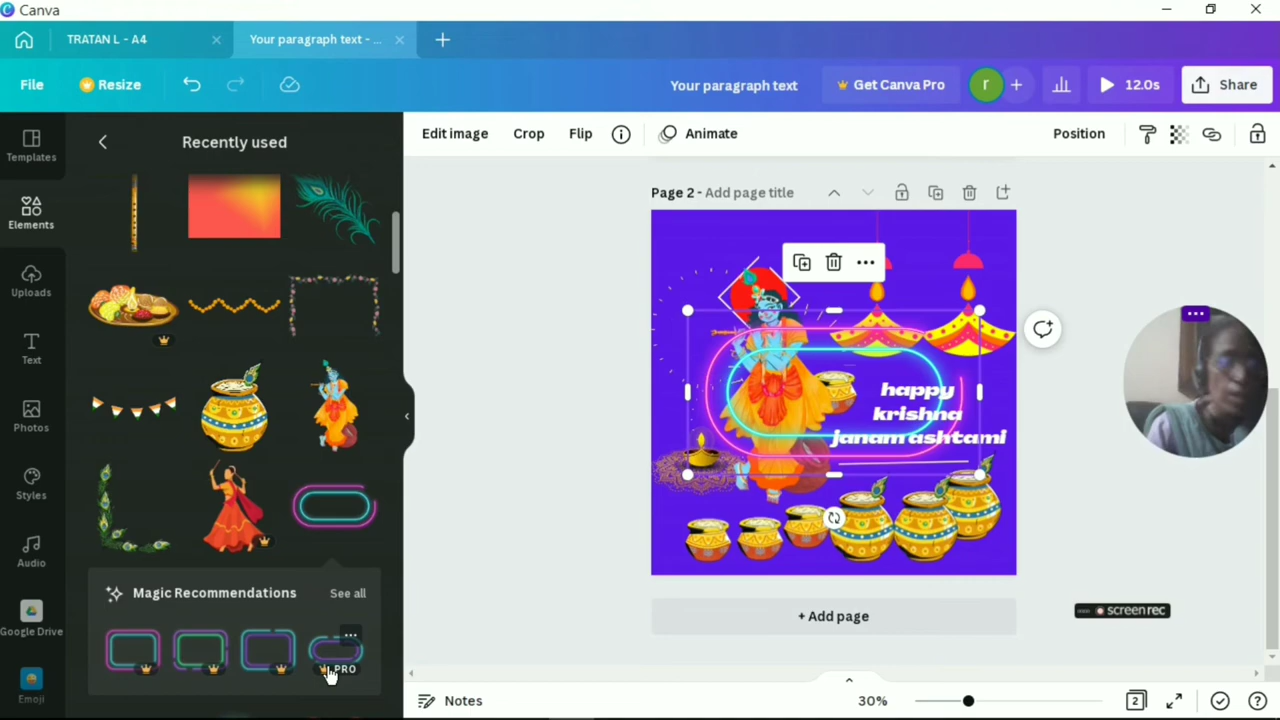 Canva
TRATAN L - A4
Your paragraph text - ...
File
Resize
Your paragraph text
Get Canva Pro
r
12.0s
Share
Templates
Elements
Uploads
Text
Photos
Styles
Audio
Google Drive
Emoji
Recently used
Magic Recommendations
See all
PRO
Edit image
Crop
Flip
Animate
Position
Page 2 - Add page title
happy
krishna
janam ashtami
+ Add page
screenrec
Notes
30%
2